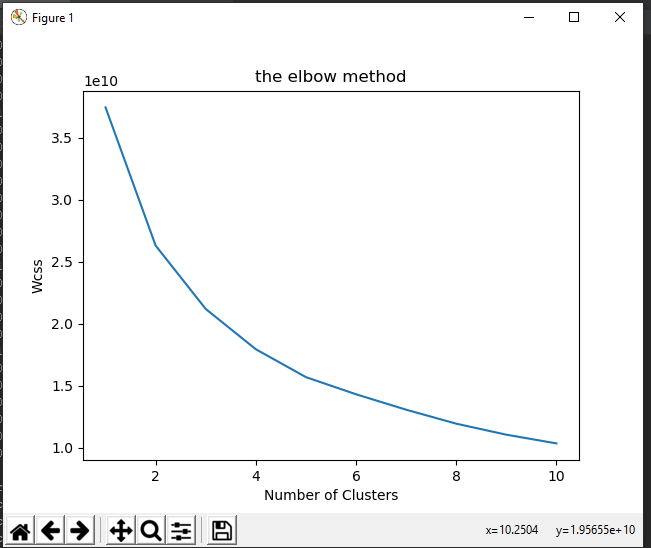 Figure 1
the elbow method
1e10
3.5
3.0
2.5
2.0
1.5
1.0
Wcss
2 4 6 8 10
Number of Clusters
x=10.2504 y=1.95655e+10